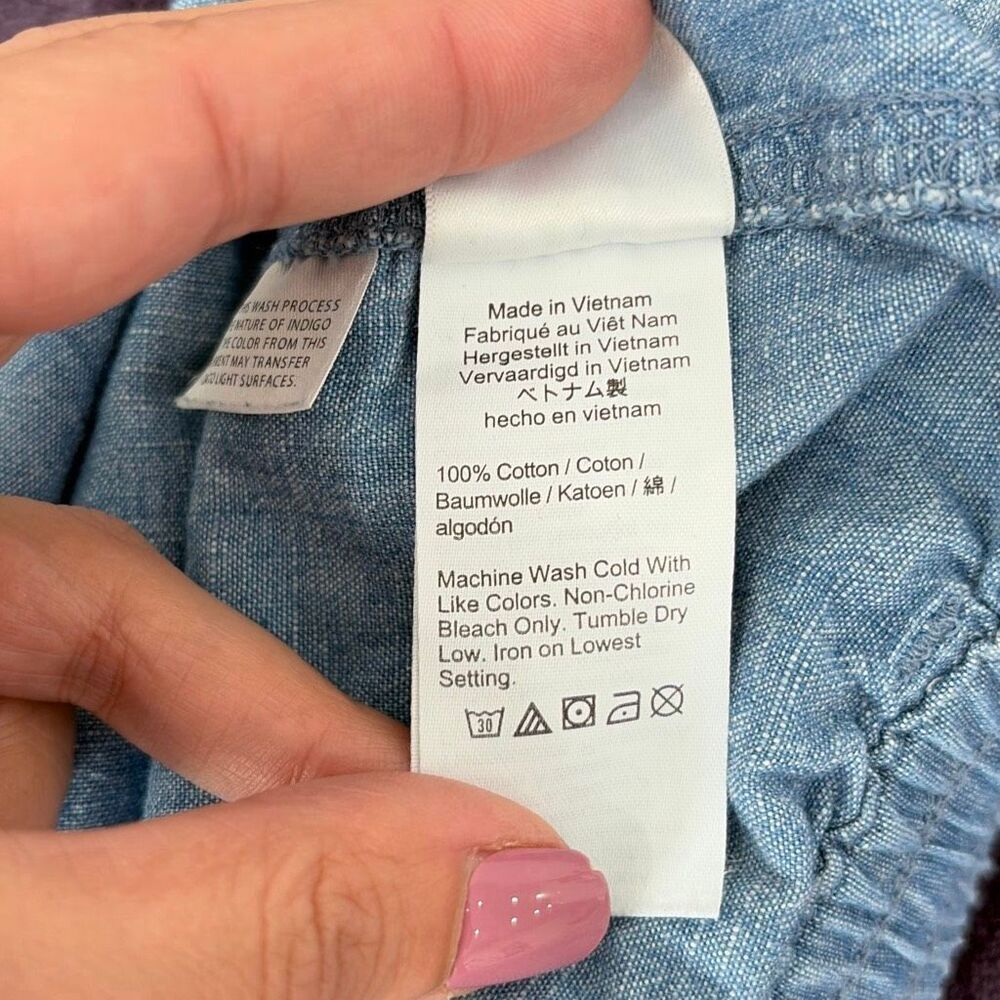 WASH PROCESS
NATURE OF INDIGO
COLOR FROM THIS
MAY TRANSFER
LIGHT SURFACES.
Made in Vietnam
Fabriqué au Viêt Nam
Hergestellt in Vietnam
Vervaardigd in Vietnam
ベトナム製
hecho en vietnam
100% Cotton / Coton /
Baumwolle / Katoen / 綿 /
algodón
Machine Wash Cold With
Like Colors. Non-Chlorine
Bleach Only. Tumble Dry
Low. Iron on Lowest
Setting.
30